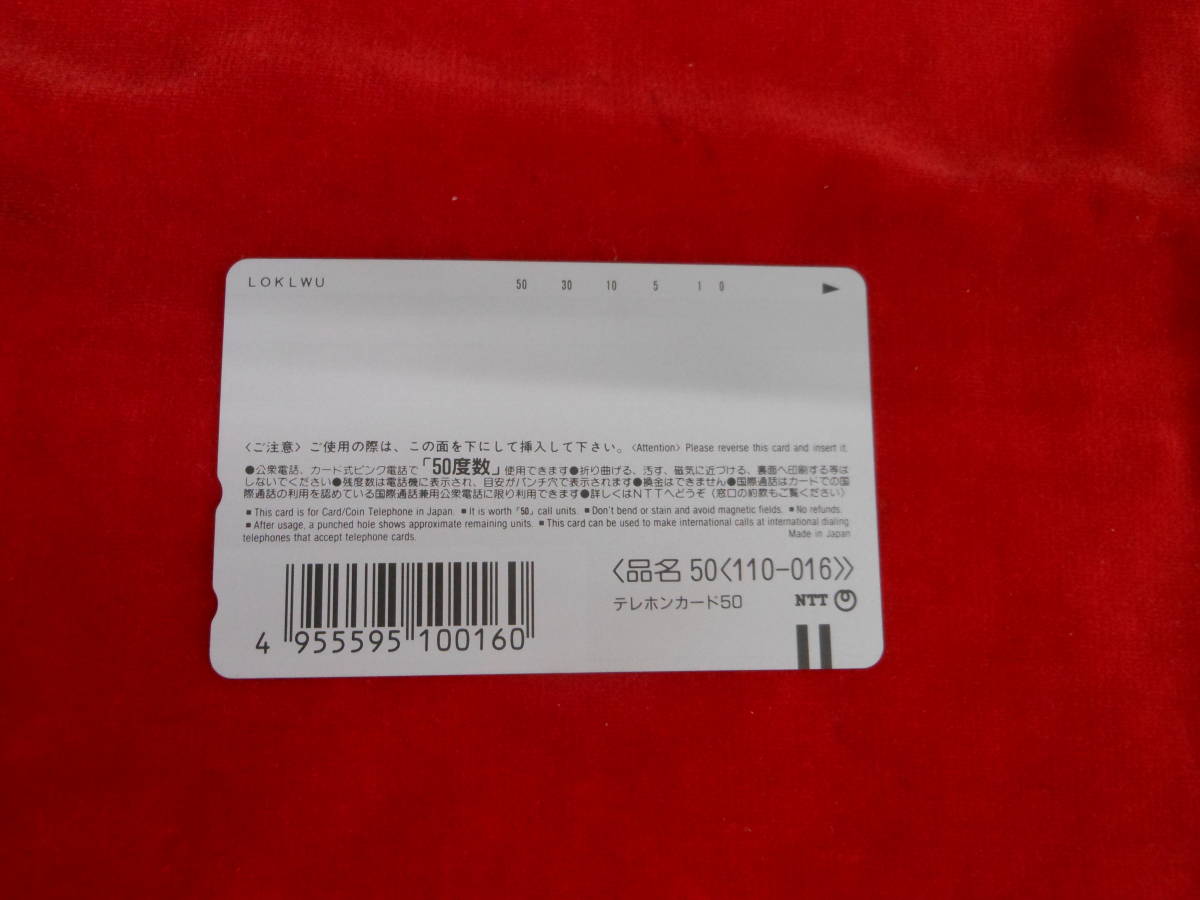 LOKLWU 50 30 10 5 1 0 ▶
〈ご注意〉ご使用の際は、この面を下にして挿入して下さい。〈Attention〉Please reverse this card and insert it.
●公衆電話、カード式ピンク電話で「50度数」使用できます●折り曲げる、汚す、磁気に近づける、裏面へ印刷する等は
しないでください●残度数は電話機に表示され、目安がパンチ穴で表示されます●換金はできません●国際通話はカードでの国
際通話の利用を認めている国際通話兼用公衆電話に限り利用できます●詳しくはNTTへどうぞ（窓口の約款もご覧ください）
■ This card is for Card/Coin Telephone in Japan. ■ It is worth「50」call units. ■ Don't bend or stain and avoid magnetic fields. ■ No refunds.
■ After usage, a punched hole shows approximate remaining units. ■ This card can be used to make international calls at international dialing
telephones that accept telephone cards. Made in Japan
〈品名 50〈110-016〉〉
テレホンカード50 NTT
4 955595 100160